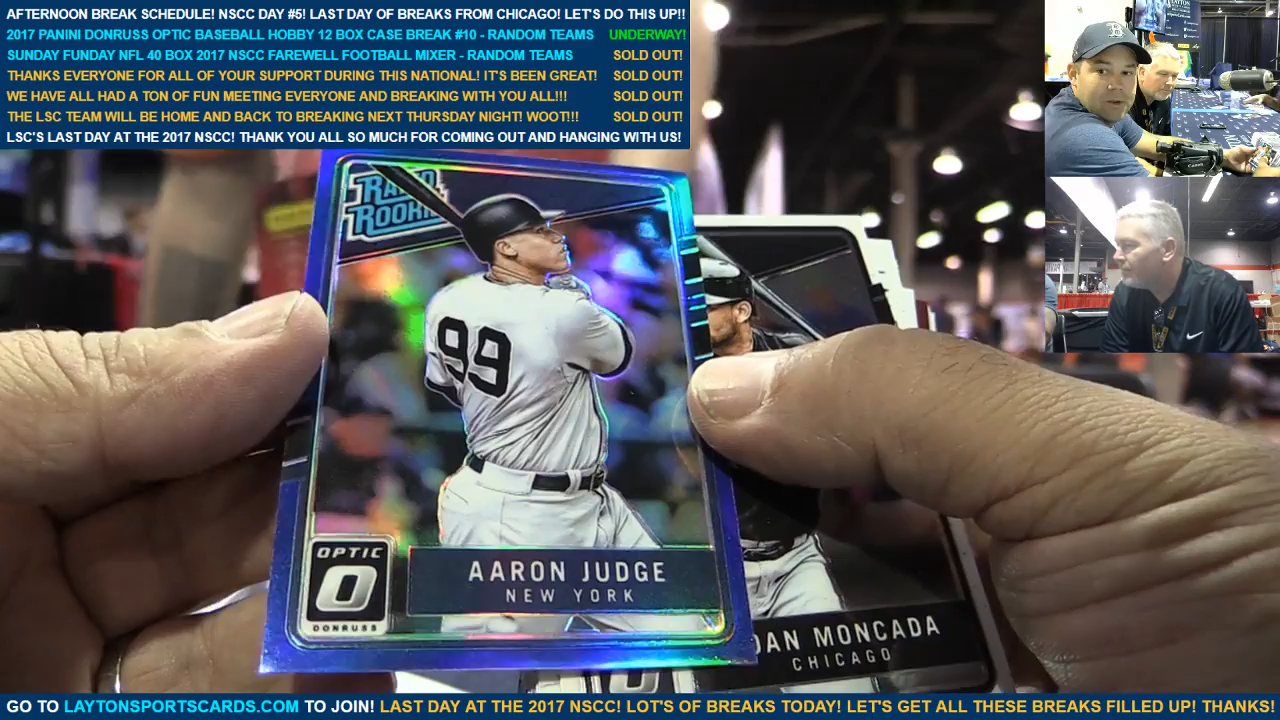 AFTERNOON BREAK SCHEDULE! NSCC DAY #5! LAST DAY OF BREAKS FROM CHICAGO! LET'S DO THIS UP!!
2017 PANINI DONRUSS OPTIC BASEBALL HOBBY 12 BOX CASE BREAK #10 - RANDOM TEAMS UNDERWAY!
SUNDAY FUNDAY NFL 40 BOX 2017 NSCC FAREWELL FOOTBALL MIXER - RANDOM TEAMS SOLD OUT!
THANKS EVERYONE FOR ALL OF YOUR SUPPORT DURING THIS NATIONAL! IT'S BEEN GREAT! SOLD OUT!
WE HAVE ALL HAD A TON OF FUN MEETING EVERYONE AND BREAKING WITH YOU ALL!!! SOLD OUT!
THE LSC TEAM WILL BE HOME AND BACK TO BREAKING NEXT THURSDAY NIGHT! WOOT!!! SOLD OUT!
LSC'S LAST DAY AT THE 2017 NSCC! THANK YOU ALL SO MUCH FOR COMING OUT AND HANGING WITH US!
RATED
ROOKIE
99
OPTIC
DONRUSS
AARON JUDGE
NEW YORK
DAN MONCADA
CHICAGO
GO TO LAYTONSPORTSCARDS.COM TO JOIN! LAST DAY AT THE 2017 NSCC! LOT'S OF BREAKS TODAY! LET'S GET ALL THESE BREAKS FILLED UP! THANKS!